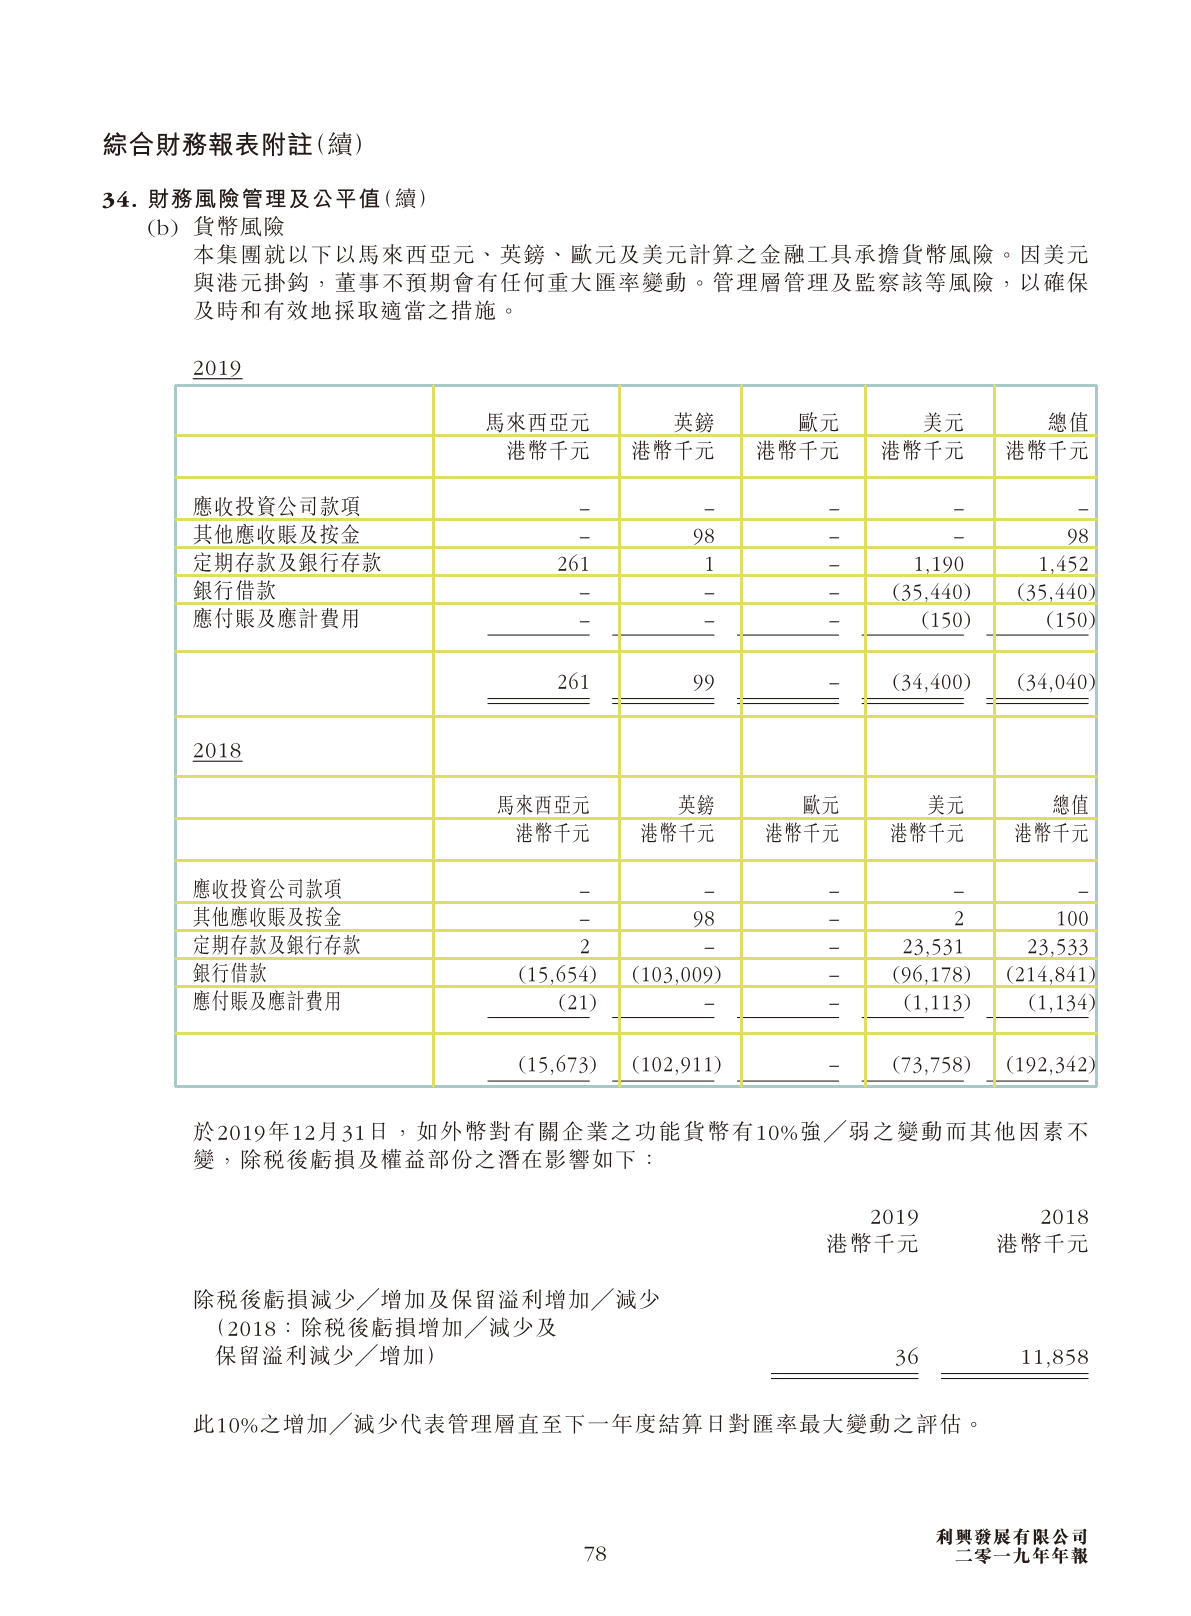 綜合財務報表附註(續)
34. 財務風險管理及公平值(續)
(b) 貨幣風險
本集團就以下以馬來西亞元、英鎊、歐元及美元計算之金融工具承擔貨幣風險。因美元
與港元掛鈎,董事不預期會有任何重大匯率變動。管理層管理及監察該等風險,以確保
及時和有效地採取適當之措施。
2019
馬來西亞元 英鎊 歐元 美元 總值
港幣千元 港幣千元 港幣千元 港幣千元 港幣千元
應收投資公司款項 – – – – –
其他應收賬及按金 – 98 – – 98
定期存款及銀行存款 261 1 – 1,190 1,452
銀行借款 – – – (35,440) (35,440)
應付賬及應計費用 – – – (150) (150)
261 99 – (34,400) (34,040)
2018
馬來西亞元 英鎊 歐元 美元 總值
港幣千元 港幣千元 港幣千元 港幣千元 港幣千元
應收投資公司款項 – – – – –
其他應收賬及按金 – 98 – 2 100
定期存款及銀行存款 2 – – 23,531 23,533
銀行借款 (15,654) (103,009) – (96,178) (214,841)
應付賬及應計費用 (21) – – (1,113) (1,134)
(15,673) (102,911) – (73,758) (192,342)
於2019年12月31日,如外幣對有關企業之功能貨幣有10%強╱弱之變動而其他因素不
變,除稅後虧損及權益部份之潛在影響如下:
2019 2018
港幣千元 港幣千元
除稅後虧損減少╱增加及保留溢利增加╱減少
(2018:除稅後虧損增加╱減少及
保留溢利減少╱增加) 36 11,858
此10%之增加╱減少代表管理層直至下一年度結算日對匯率最大變動之評估。
利興發展有限公司
78 二零一九年年報